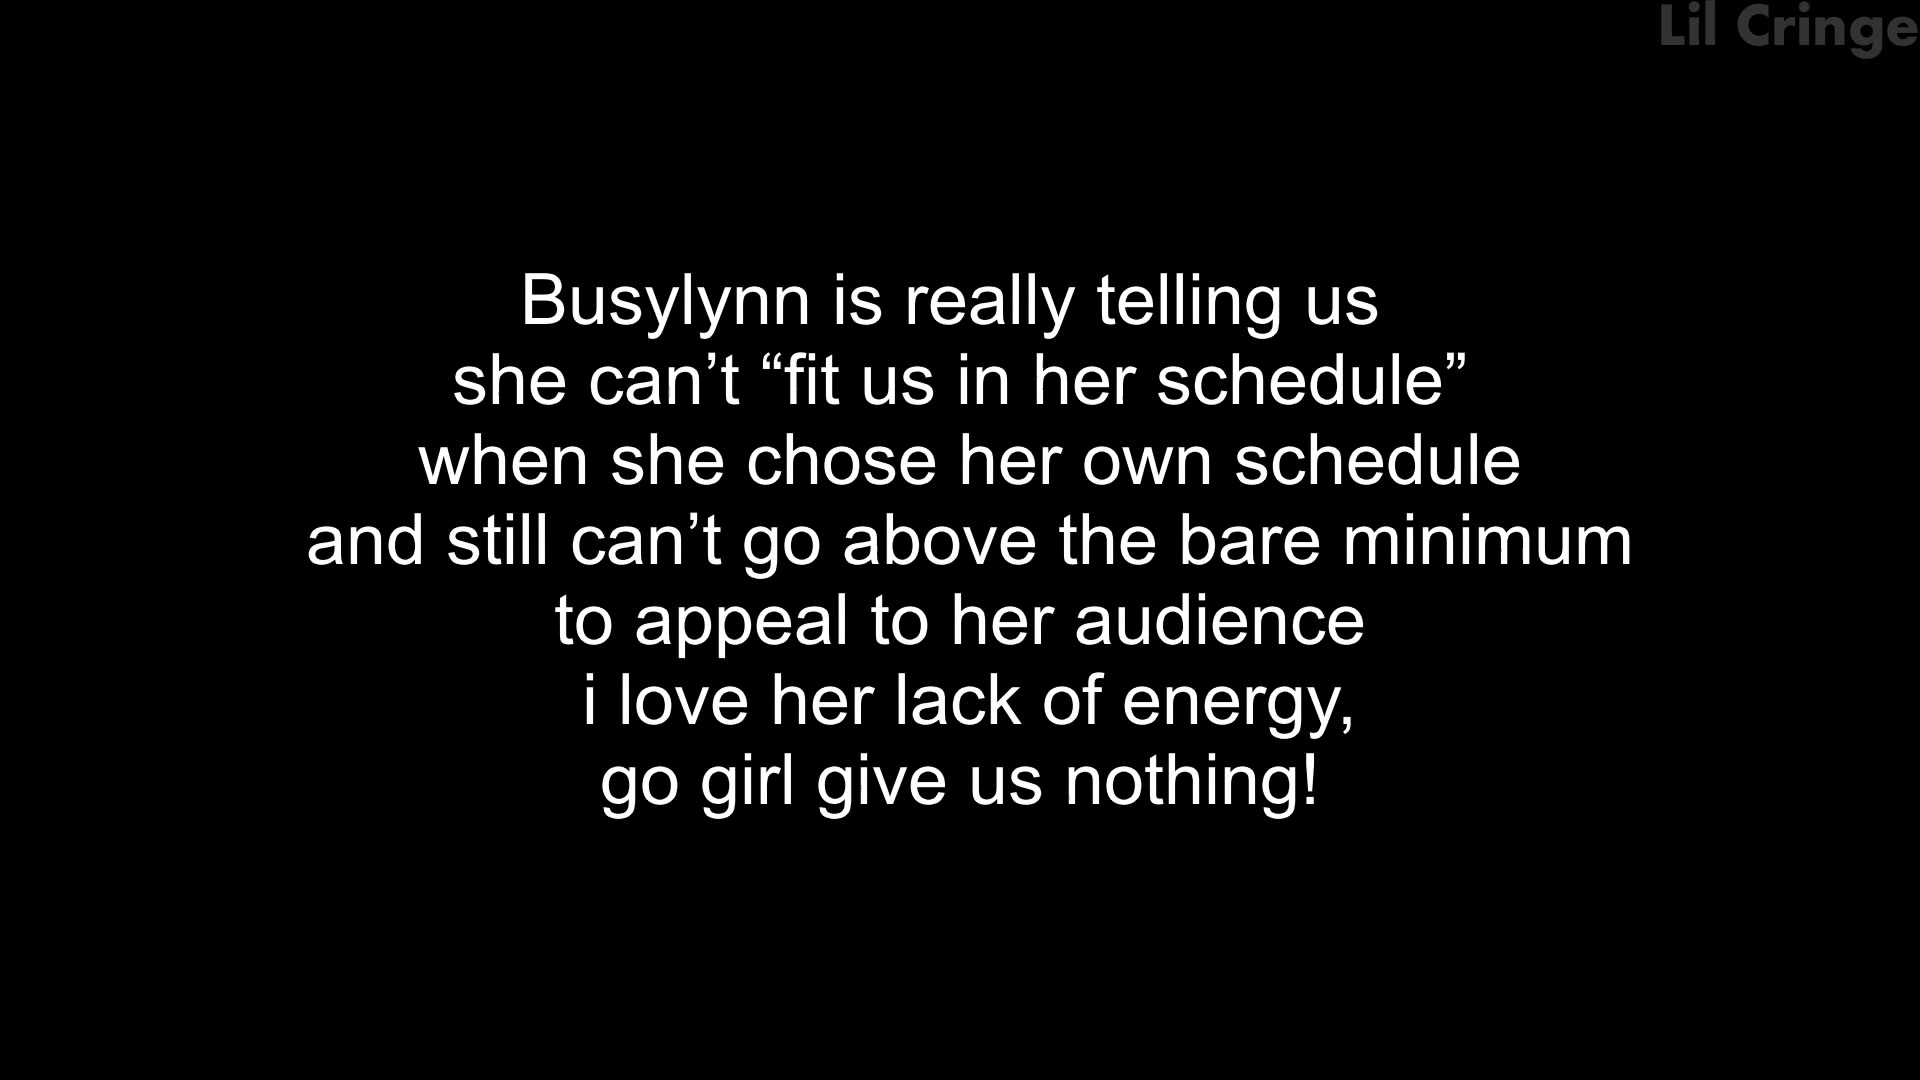 Lil Cringe
Busylynn is really telling us
she can’t “fit us in her schedule”
when she chose her own schedule
and still can’t go above the bare minimum
to appeal to her audience
i love her lack of energy,
go girl give us nothing!